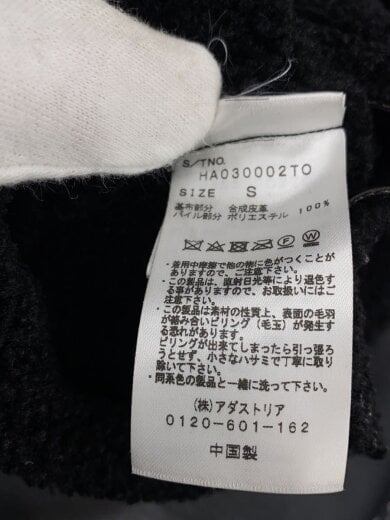 S/TNO.
HA030002TO
SIZE S
基布部分 合成皮革
パイル部分 ポリエステル 100%
・着用中摩擦で他の物に色がつくことが
ありますので、ご注意下さい。
・この製品は、直射日光等により退色す
る事がありますので、お取扱いにはご
注意下さい。
・この製品は素材の性質上、表面の毛羽
が絡み合いピリング(毛玉)が発生す
る恐れがあります。
ピリングが出来てしまったら引っ張ろ
うとせず、小さなハサミで丁寧に取り
除いて下さい。
・同系色の製品と一緒に洗って下さい。
(株)アダストリア
0120-601-162
中国製